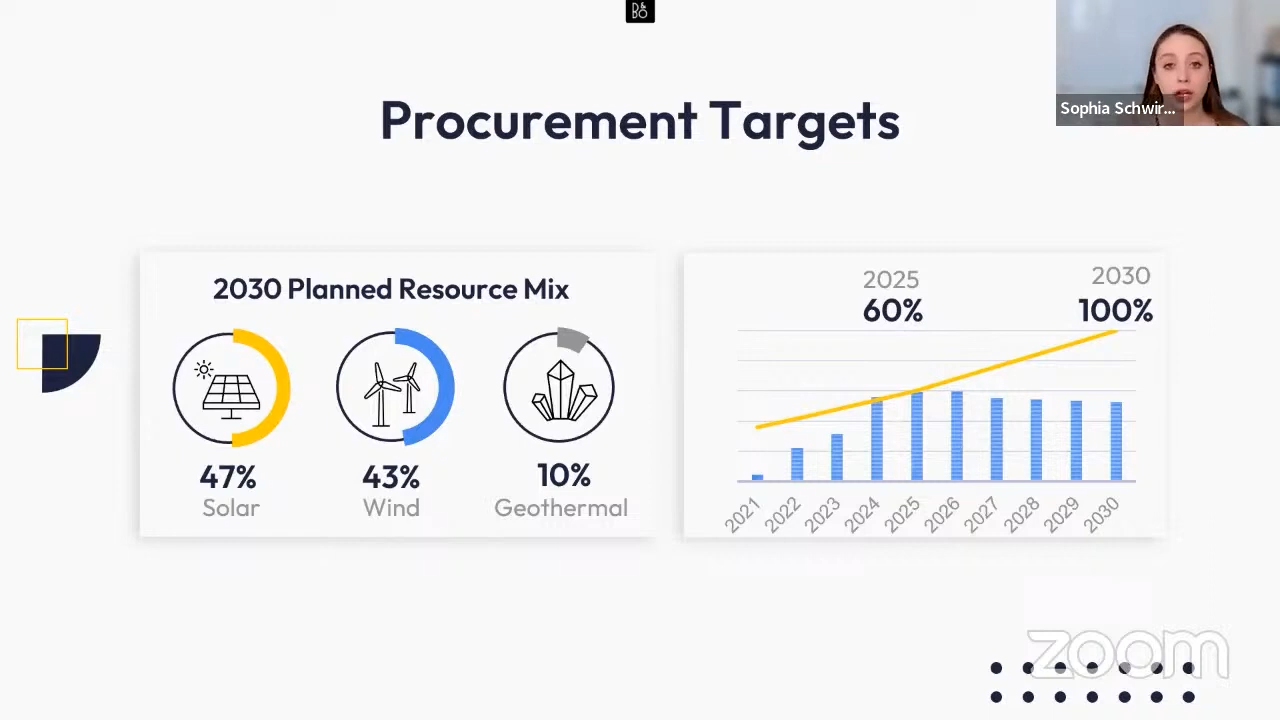 D&
BO
Sophia Schwir...
Procurement Targets
2030 Planned Resource Mix
47%
Solar
43%
Wind
10%
Geothermal
2025
60%
2030
100%
2021
2022
2023
2024
2025
2026
2027
2028
2029
2030
zoom